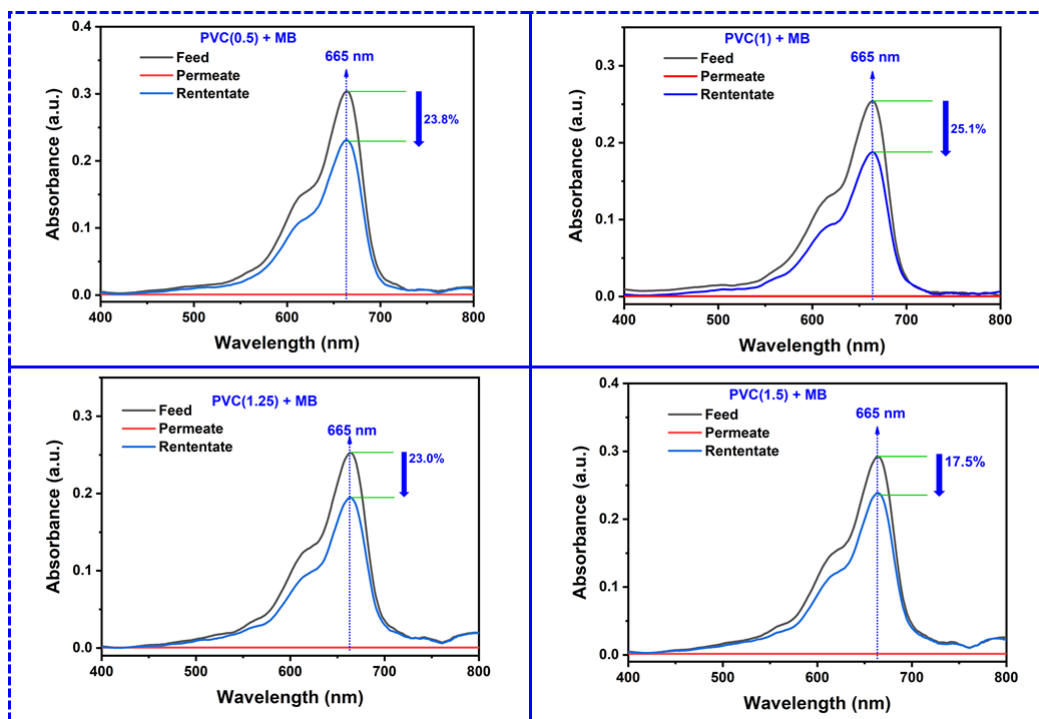 PVC(0.5) + MB
Feed
Permeate
Rententate
665 nm
23.8%
0.4
0.3
0.2
0.1
0.0
400 500 600 700 800
Absorbance (a.u.)
Wavelength (nm)
PVC(1) + MB
Feed
Permeate
Rententate
665 nm
25.1%
0.3
0.2
0.1
0.0
400 500 600 700 800
Absorbance (a.u.)
Wavelength (nm)
PVC(1.25) + MB
Feed
Permeate
Rententate
665 nm
23.0%
0.3
0.2
0.1
0.0
400 500 600 700 800
Absorbance (a.u.)
Wavelength (nm)
PVC(1.5) + MB
Feed
Permeate
Rententate
665 nm
17.5%
0.4
0.3
0.2
0.1
0.0
400 500 600 700 800
Absorbance (a.u.)
Wavelength (nm)